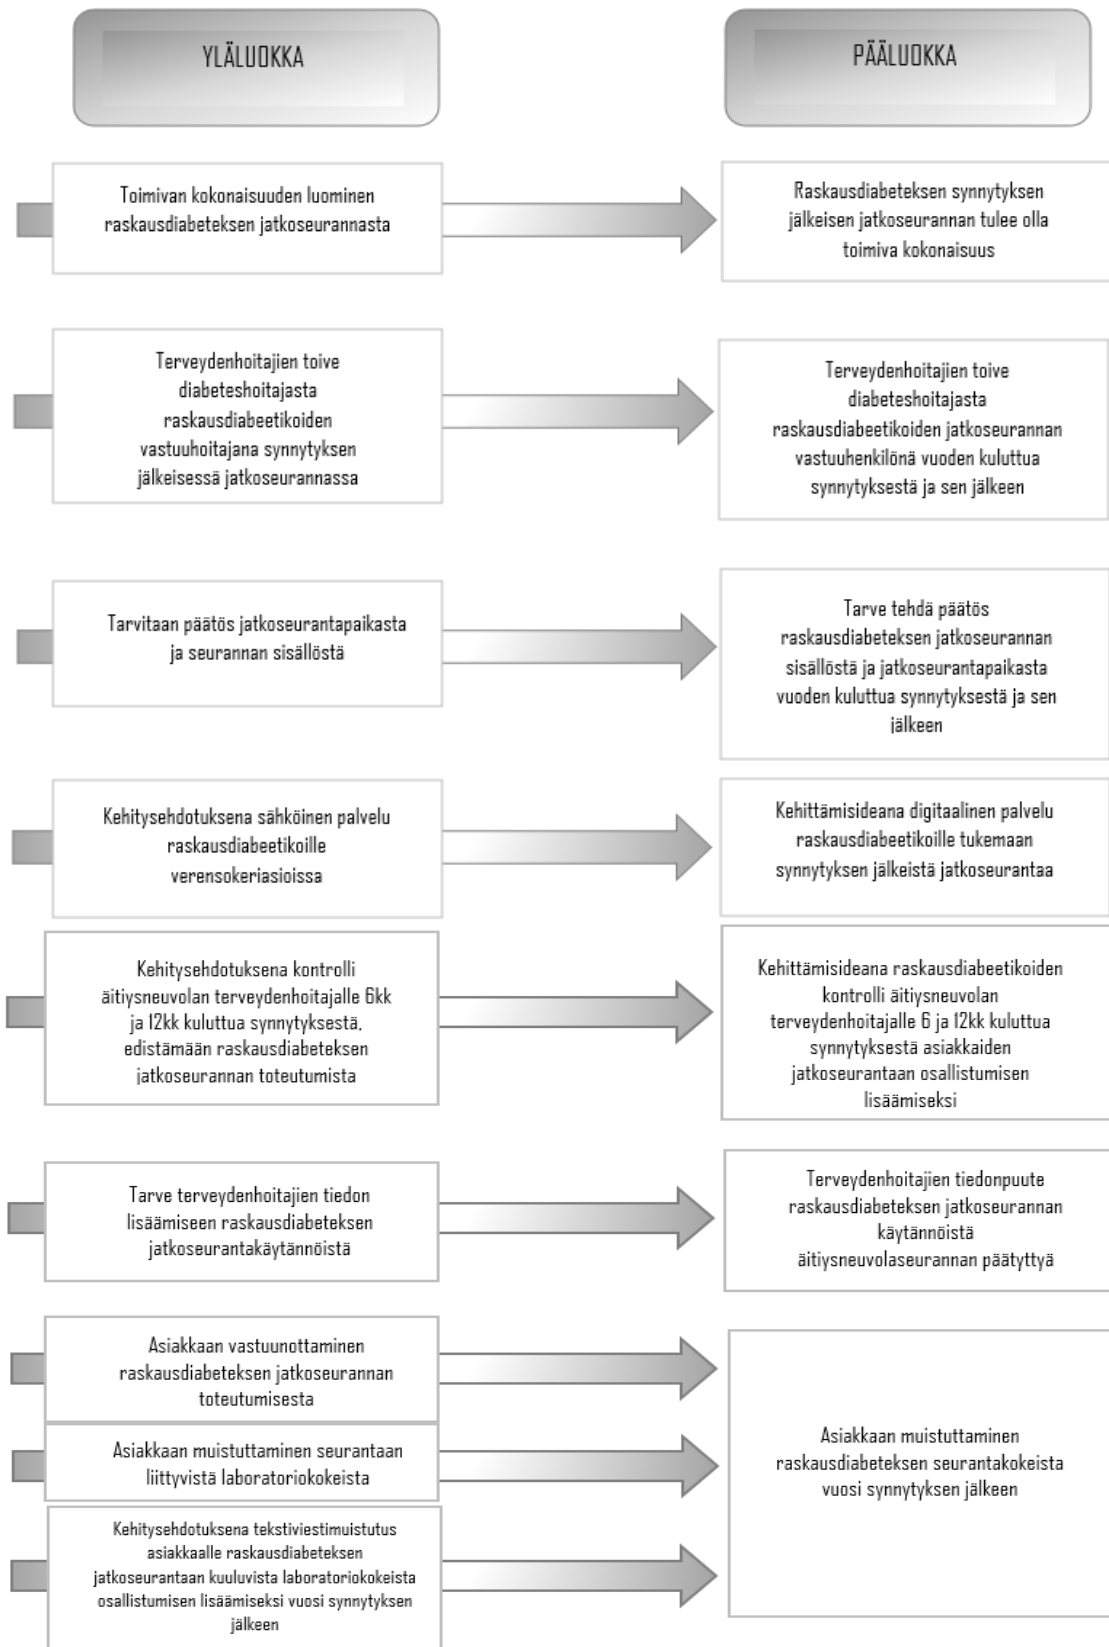 YLÄLUOKKA
PÄÄLUOKKA
Toimivan kokonaisuuden luominen
raskausdiabeteksen jatkoseurannasta
Raskausdiabeteksen synnytyksen
jälkeisen jatkoseurannan tulee olla
toimiva kokonaisuus
Terveydenhoitajien toive
diabeteshoitajasta
raskausdiabeetikoiden
vastuuhoitajana synnytyksen
jälkeisessä jatkoseurannassa
Terveydenhoitajien toive
diabeteshoitajasta
raskausdiabeetikoiden jatkoseurannan
vastuuhenkilönä vuoden kuluttua
synnytyksestä ja sen jälkeen
Tarvitaan päätös jatkoseurantapaikasta
ja seurannan sisällöstä
Tarve tehdä päätös
raskausdiabeteksen jatkoseurannan
sisällöstä ja jatkoseurantapaikasta
vuoden kuluttua synnytyksestä ja sen
jälkeen
Kehitysehdotuksena sähköinen palvelu
raskausdiabeetikoille
verensokeriasioissa
Kehittämisideana digitaalinen palvelu
raskausdiabeetikoille tukemaan
synnytyksen jälkeistä jatkoseurantaa
Kehitysehdotuksena kontrolli
äitiysneuvolan terveydenhoitajalle 6kk
ja 12kk kuluttua synnytyksestä,
edistämään raskausdiabeteksen
jatkoseurannan toteutumista
Kehittämisideana raskausdiabeetikoiden
kontrolli äitiysneuvolan
terveydenhoitajalle 6 ja 12kk kuluttua
synnytyksestä asiakkaiden
jatkoseurantaan osallistumisen
lisäämiseksi
Tarve terveydenhoitajien tiedon
lisäämiseen raskausdiabeteksen
jatkoseurantakäytännöistä
Terveydenhoitajien tiedonpuute
raskausdiabeteksen jatkoseurannan
käytännöistä
äitiysneuvolaseurannan päätyttyä
Asiakkaan vastuunottaminen
raskausdiabeteksen jatkoseurannan
toteutumisesta
Asiakkaan muistuttaminen seurantaan
liittyvistä laboratoriokokeista
Kehitysehdotuksena tekstiviestimuistutus
asiakkaalle raskausdiabeteksen
jatkoseurantaan kuuluvista laboratoriokokeista
osallistumisen lisäämiseksi vuosi synnytyksen
jälkeen
Asiakkaan muistuttaminen
raskausdiabeteksen seurantakokeista
vuosi synnytyksen jälkeen